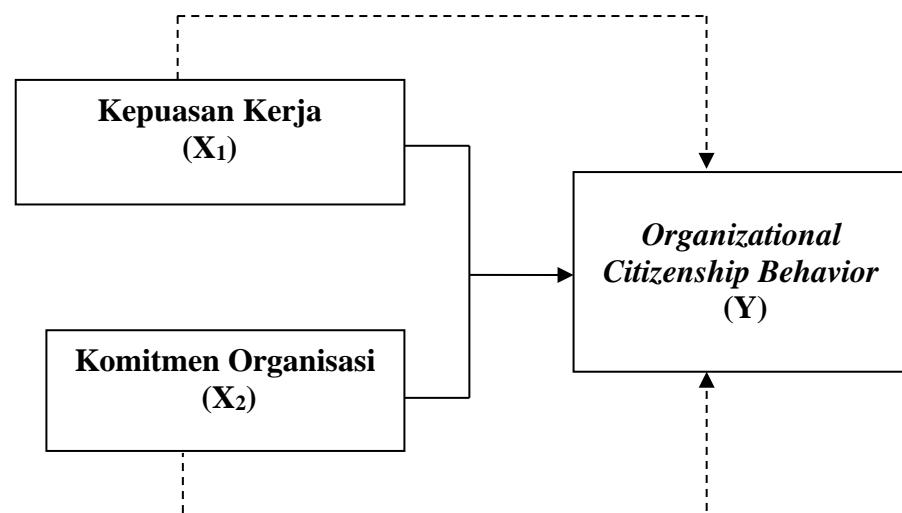 Kepuasan Kerja
(X₁)
Organizational
Citizenship Behavior
(Y)
Komitmen Organisasi
(X₂)